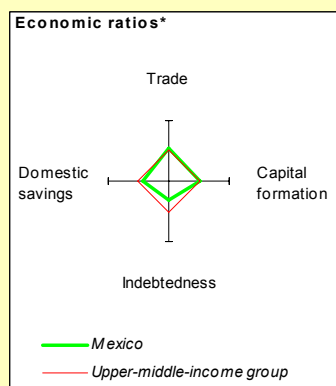 Economic ratios*
Trade
Domestic
savings
Capital
formation
Indebtedness
Mexico
Upper-middle-income group